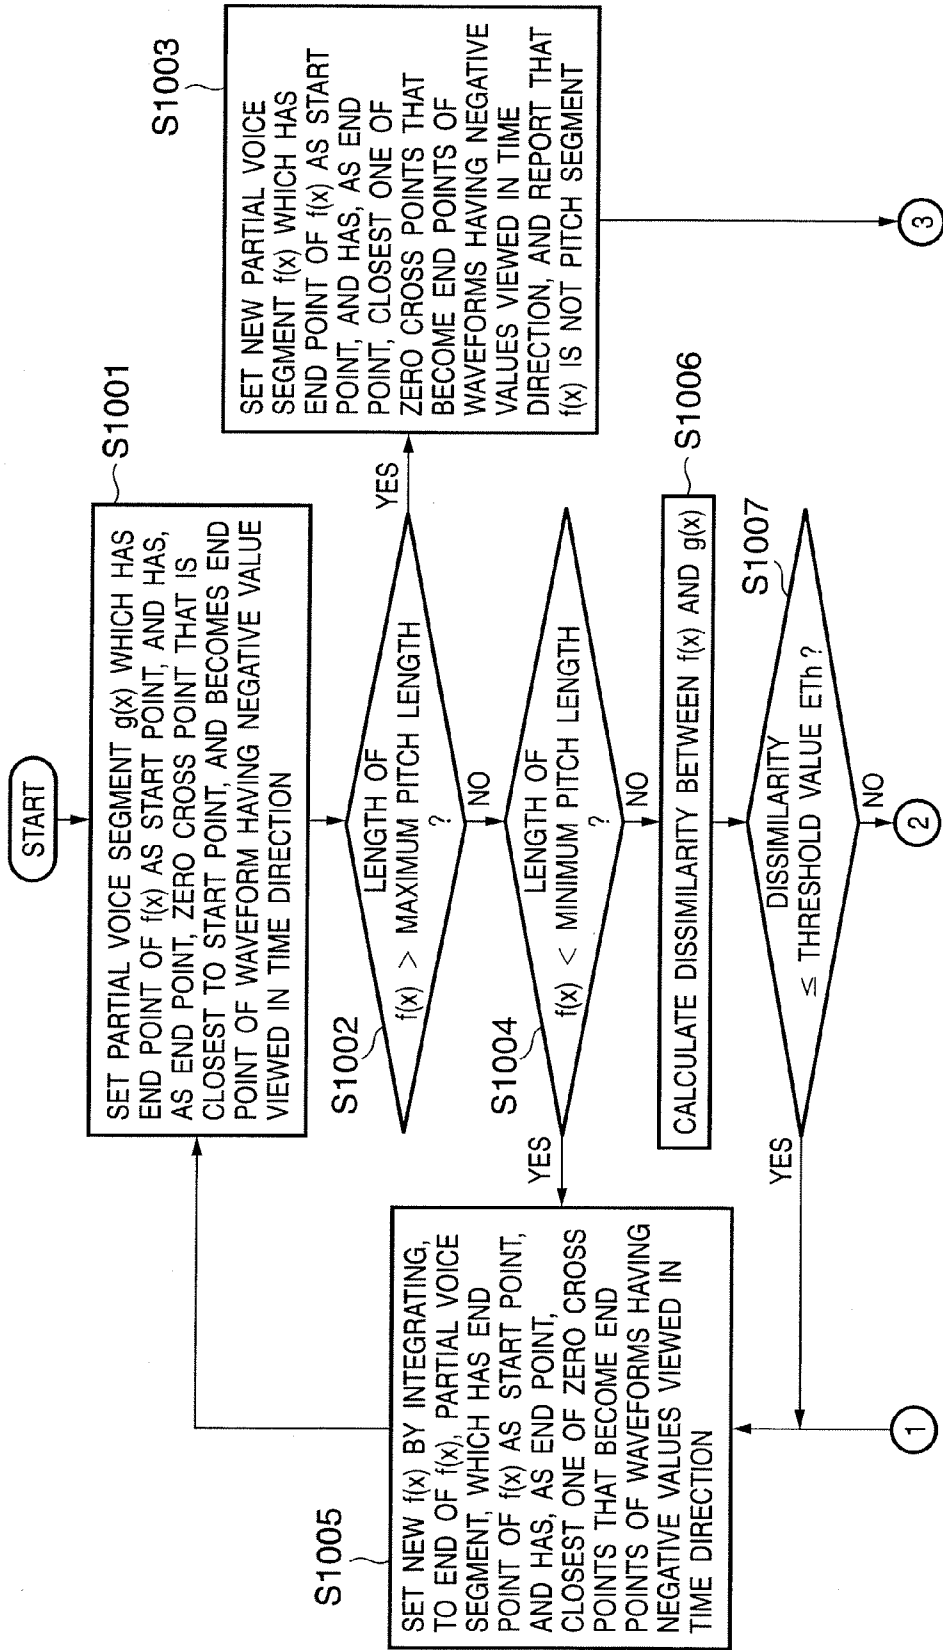 START
S1001
SET PARTIAL VOICE SEGMENT g(x) WHICH HAS
END POINT OF f(x) AS START POINT, AND HAS,
AS END POINT, ZERO CROSS POINT THAT IS
CLOSEST TO START POINT, AND BECOMES END
POINT OF WAVEFORM HAVING NEGATIVE VALUE
VIEWED IN TIME DIRECTION
S1002
LENGTH OF
f(x) > MAXIMUM PITCH LENGTH
?
YES
NO
S1003
SET NEW PARTIAL VOICE
SEGMENT f(x) WHICH HAS
END POINT OF f(x) AS START
POINT, AND HAS, AS END
POINT, CLOSEST ONE OF
ZERO CROSS POINTS THAT
BECOME END POINTS OF
WAVEFORMS HAVING NEGATIVE
VALUES VIEWED IN TIME
DIRECTION, AND REPORT THAT
f(x) IS NOT PITCH SEGMENT
3
S1004
LENGTH OF
f(x) < MINIMUM PITCH LENGTH
?
YES
NO
S1005
SET NEW f(x) BY INTEGRATING,
TO END OF f(x), PARTIAL VOICE
SEGMENT, WHICH HAS END
POINT OF f(x) AS START POINT,
AND HAS, AS END POINT,
CLOSEST ONE OF ZERO CROSS
POINTS THAT BECOME END
POINTS OF WAVEFORMS HAVING
NEGATIVE VALUES VIEWED IN
TIME DIRECTION
S1006
CALCULATE DISSIMILARITY BETWEEN f(x) AND g(x)
S1007
DISSIMILARITY
≤ THRESHOLD VALUE ETh ?
YES
NO
1
2